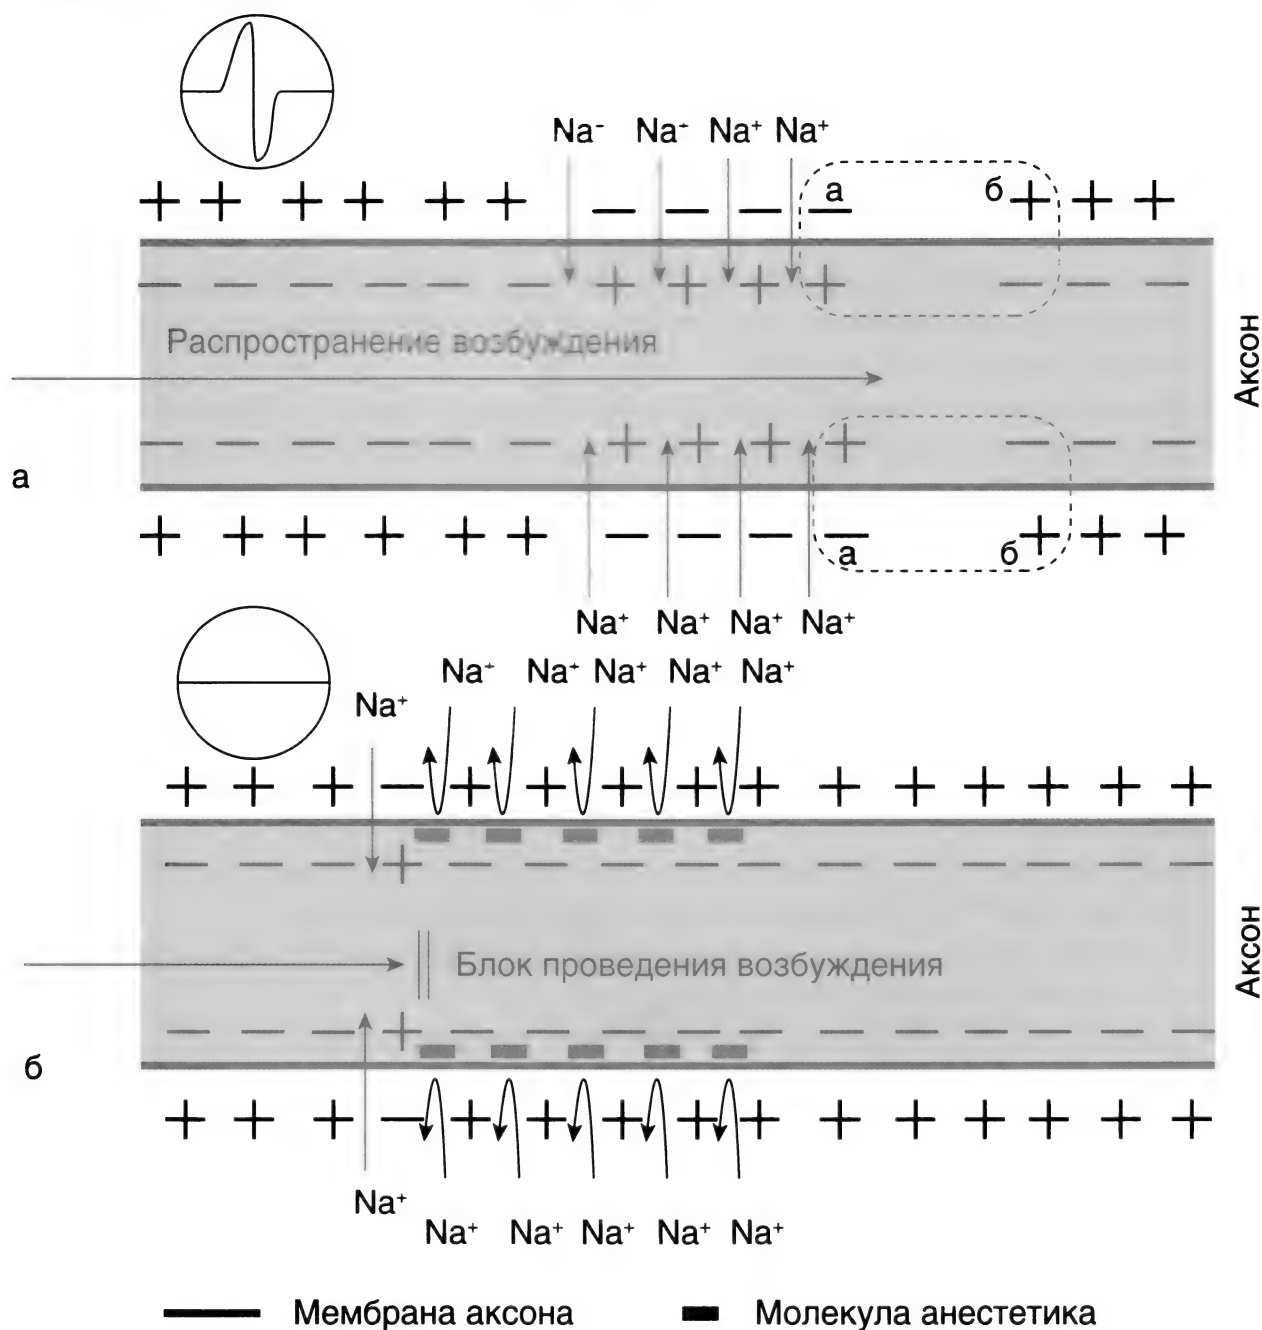 Na⁻ Na⁺ Na⁺ Na⁺
а б
Распространение возбуждения
Аксон
а
а б
Na⁺ Na⁺ Na⁺ Na⁺
Na⁺ Na⁺ Na⁺ Na⁺ Na⁺
Na⁺
Блок проведения возбуждения
Аксон
б
Na⁺
Na⁺ Na⁺ Na⁺ Na⁺ Na⁺
Мембрана аксона Молекула анестетика